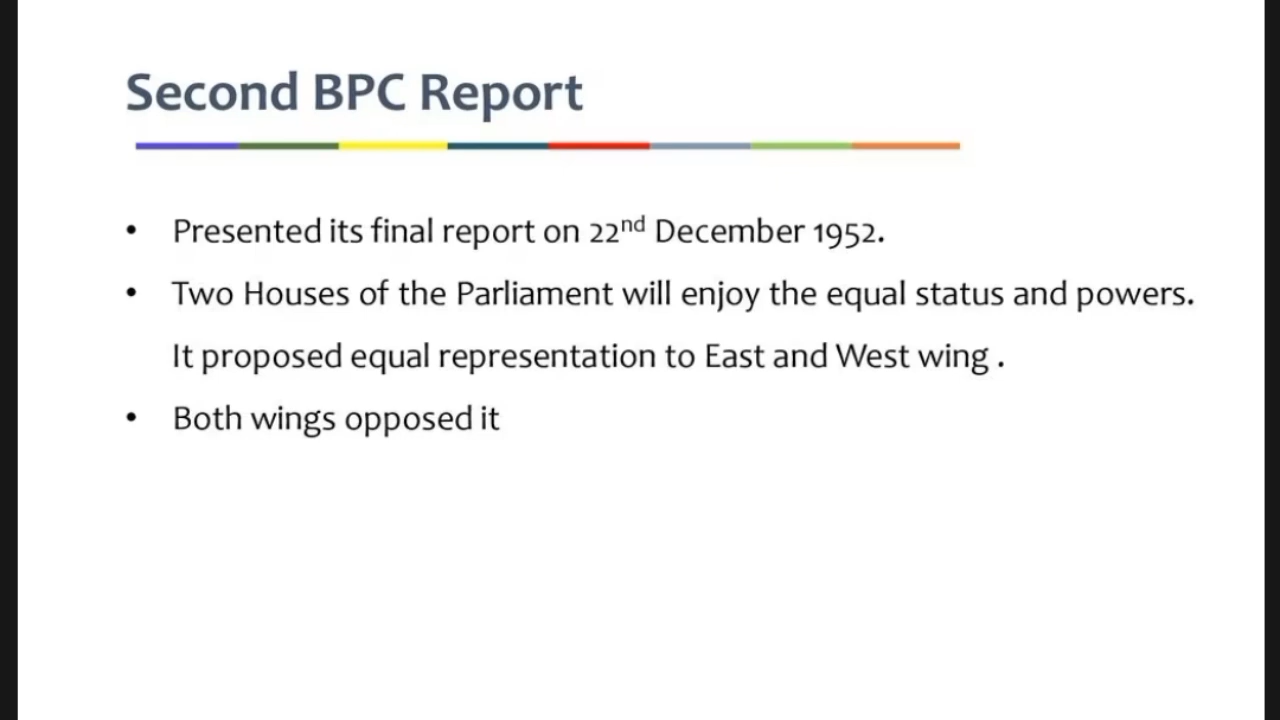 Second BPC Report
• Presented its final report on 22nd December 1952.
• Two Houses of the Parliament will enjoy the equal status and powers.
It proposed equal representation to East and West wing .
• Both wings opposed it